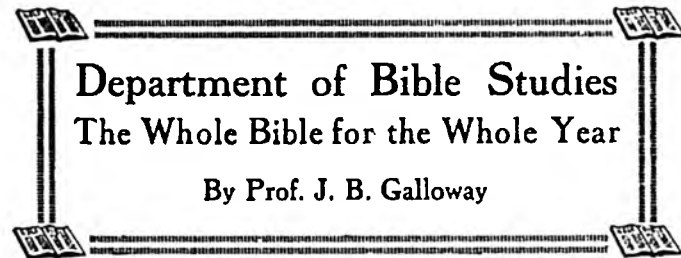 Department of Bible Studies
The Whole Bible for the Whole Year
By Prof. J. B. Galloway